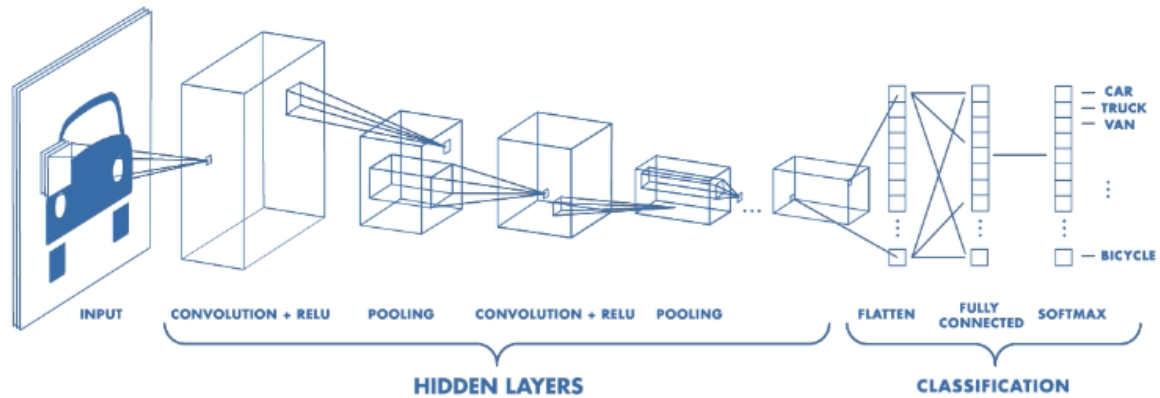 CAR
TRUCK
VAN
BICYCLE
INPUT
CONVOLUTION + RELU
POOLING
CONVOLUTION + RELU
POOLING
FLATTEN
FULLY
CONNECTED
SOFTMAX
HIDDEN LAYERS
CLASSIFICATION